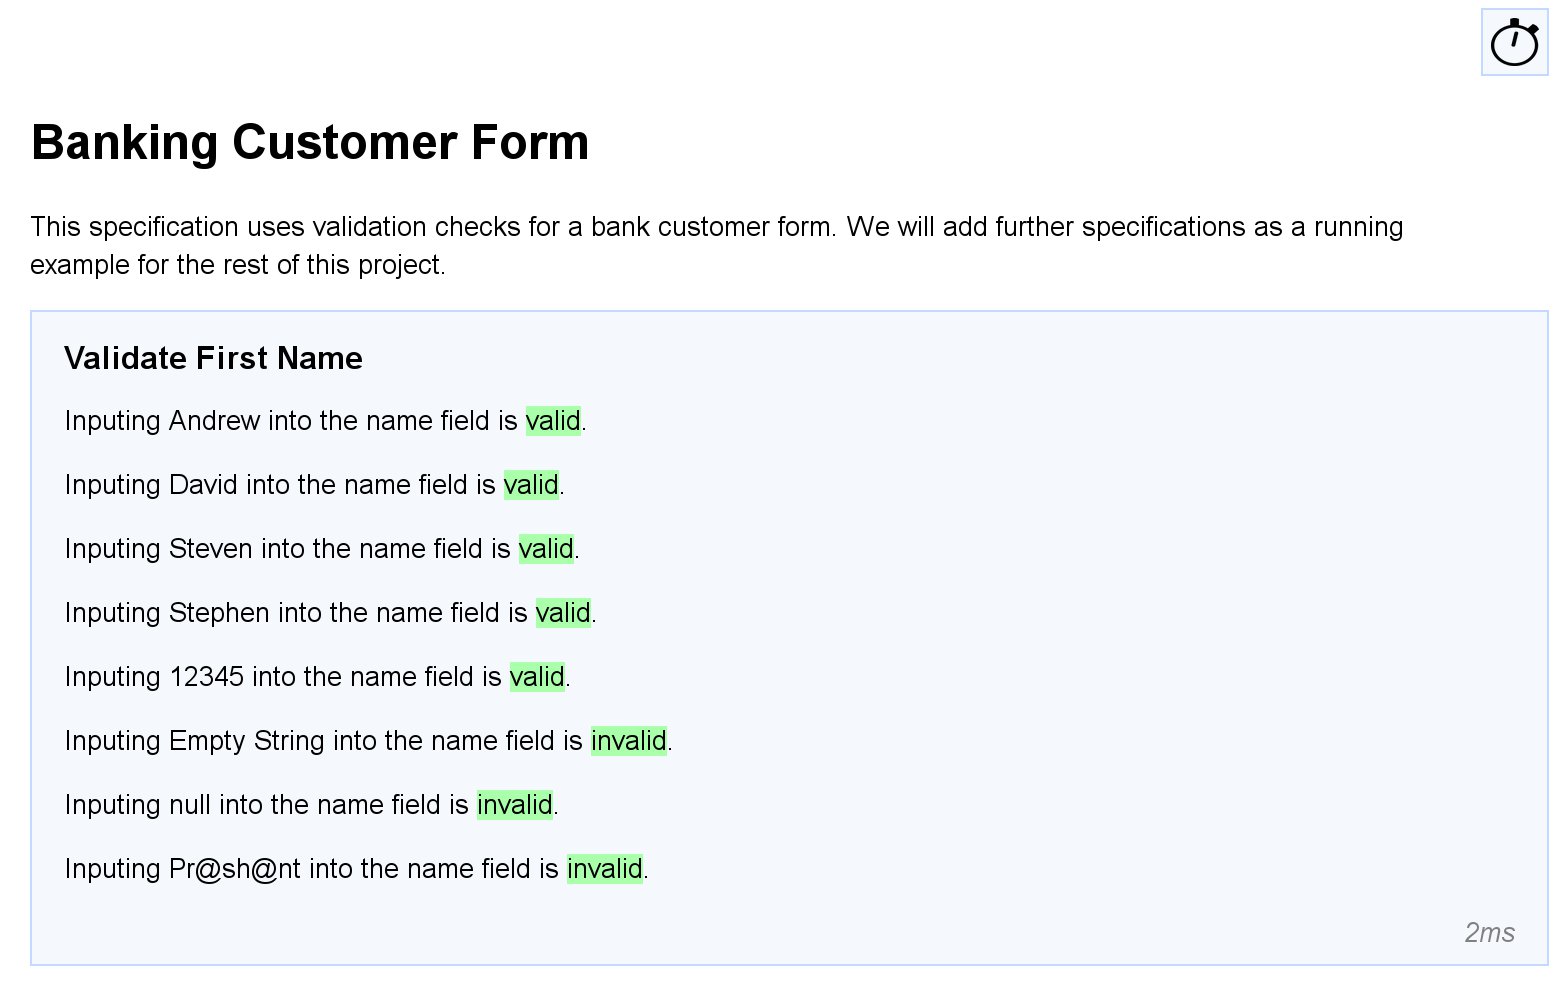 Banking Customer Form
This specification uses validation checks for a bank customer form. We will add further specifications as a running
example for the rest of this project.
Validate First Name
Inputing Andrew into the name field is valid.
Inputing David into the name field is valid.
Inputing Steven into the name field is valid.
Inputing Stephen into the name field is valid.
Inputing 12345 into the name field is valid.
Inputing Empty String into the name field is invalid.
Inputing null into the name field is invalid.
Inputing Pr@sh@nt into the name field is invalid.
2ms